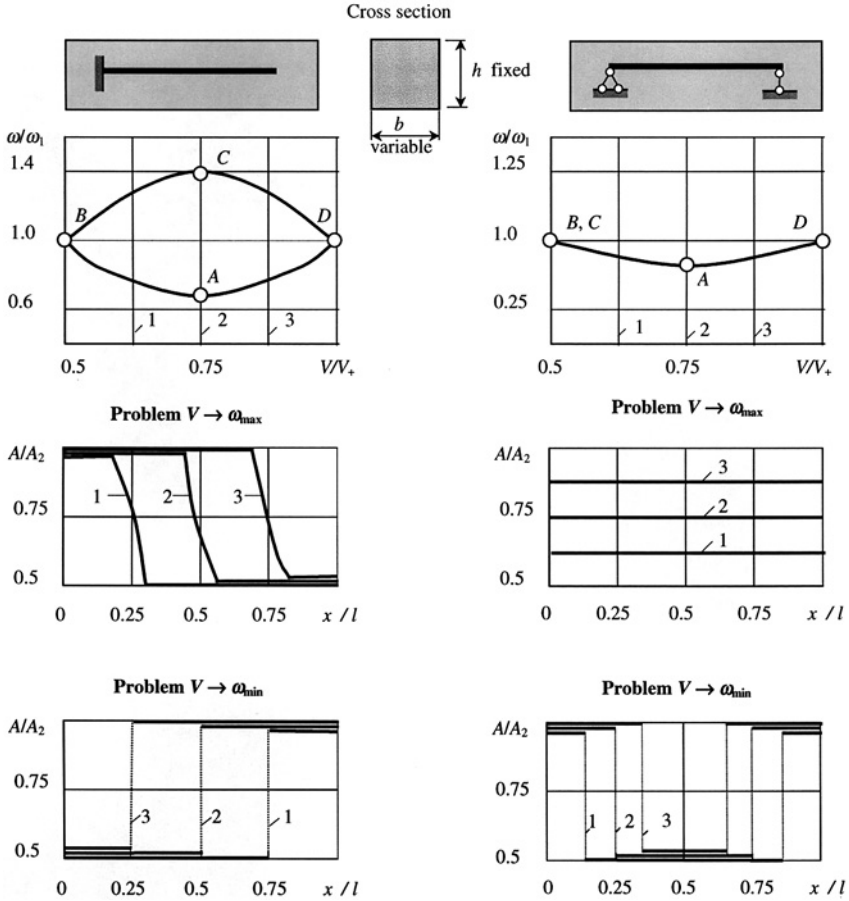 Cross section
h fixed
b
variable
ω/ω₁
1.4
1.0
0.6
B
C
D
A
1
2
3
0.5
0.75
V/V₊
ω/ω₁
1.25
1.0
0.25
B, C
D
A
1
2
3
0.5
0.75
V/V₊
Problem V → ω_max
A/A₂
0.75
0.5
1
2
3
0
0.25
0.5
0.75
x / l
Problem V → ω_max
A/A₂
0.75
0.5
3
2
1
0
0.25
0.5
0.75
x / l
Problem V → ω_min
A/A₂
0.75
0.5
3
2
1
0
0.25
0.5
0.75
x / l
Problem V → ω_min
A/A₂
0.75
0.5
1
2
3
0
0.25
0.5
0.75
x / l